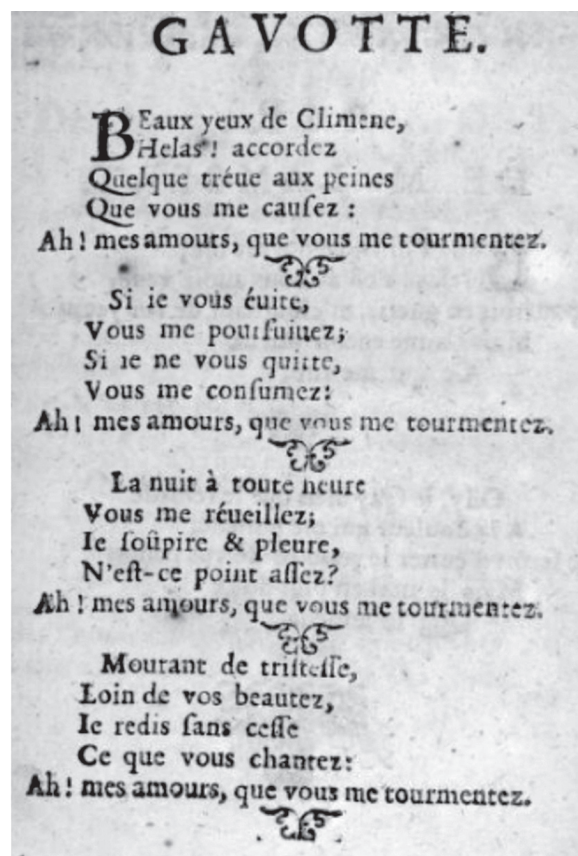 GAVOTTE.
BEaux yeux de Climene,
Helas! accordez
Quelque tréue aux peines
Que vous me cauſez :
Ah! mes amours, que vous me tourmentez.
Si ie vous éuite,
Vous me pourſuiuez;
Si ie ne vous quitte,
Vous me conſumez:
Ah! mes amours, que vous me tourmentez.
La nuit à toute heure
Vous me réueillez,
Ie ſoûpire & pleure,
N'eſt-ce point aſſez?
Ah! mes amours, que vous me tourmentez.
Mourant de triſteſſe,
Loin de vos beautez,
Ie redis ſans ceſſe
Ce que vous chantez:
Ah! mes amours, que vous me tourmentez.